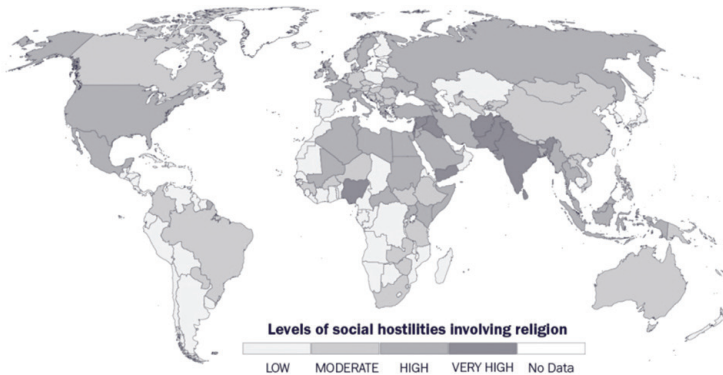 Levels of social hostilities involving religion
LOW MODERATE HIGH VERY HIGH No Data